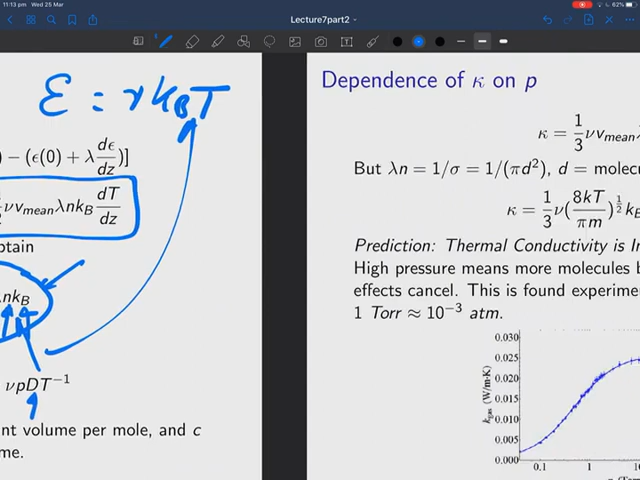 11:13 pm Wed 25 Mar
62%
Lecture7part2
ℰ = ν k_B T
) − (ϵ(0) + λ dϵ/dz)]
νv_mean λnk_B dT/dz
btain
nk_B
νpDT⁻¹
nt volume per mole, and c
me.
Dependence of κ on p
κ = 1/3 νv_mean
But λn = 1/σ = 1/(πd²), d = molecu
κ = 1/3 ν(8kT/πm)^1/2 k_B
Prediction: Thermal Conductivity is In
High pressure means more molecules b
effects cancel. This is found experimen
1 Torr ≈ 10⁻³ atm.
k_gas (W/m·K)
0.030
0.025
0.020
0.015
0.010
0.005
0.000
0.1
1
10